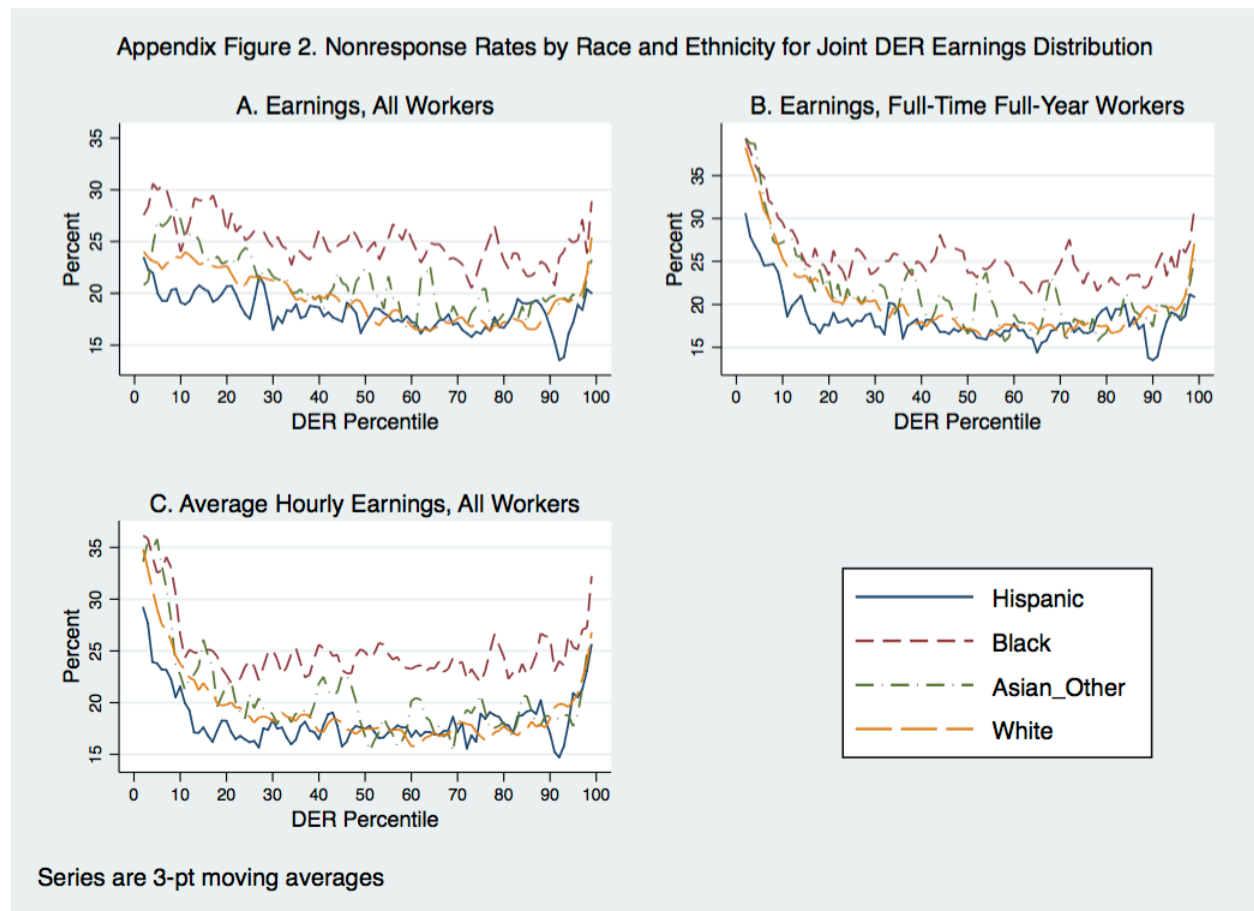 Appendix Figure 2. Nonresponse Rates by Race and Ethnicity for Joint DER Earnings Distribution
A. Earnings, All Workers
35
30
25
20
15
Percent
0 10 20 30 40 50 60 70 80 90 100
DER Percentile
B. Earnings, Full-Time Full-Year Workers
35
30
25
20
15
Percent
0 10 20 30 40 50 60 70 80 90 100
DER Percentile
C. Average Hourly Earnings, All Workers
35
30
25
20
15
Percent
0 10 20 30 40 50 60 70 80 90 100
DER Percentile
Hispanic
Black
Asian_Other
White
Series are 3-pt moving averages